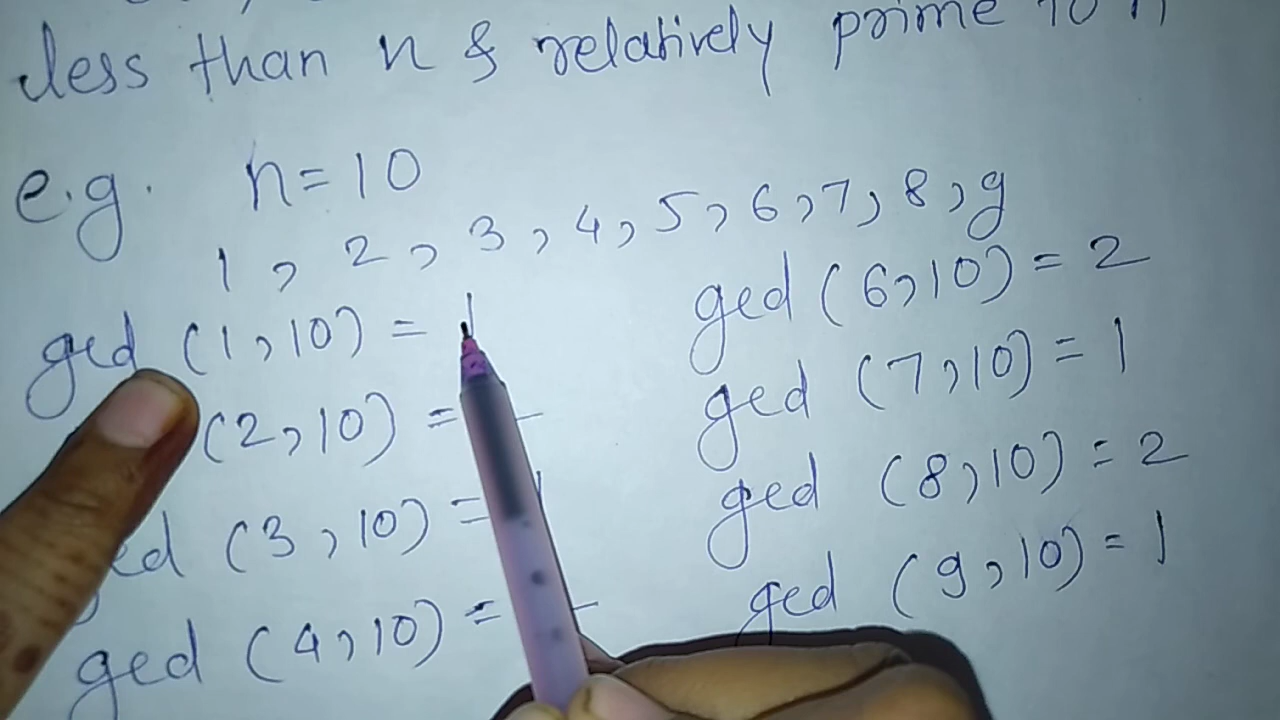 less than n & relatively prime to n
e.g. n=10
1, 2, 3, 4, 5, 6, 7, 8, 9
gcd (1,10) = 1
(2,10) =
(3,10) =
gcd (4,10) =
gcd (6,10) = 2
gcd (7,10) = 1
gcd (8,10) = 2
gcd (9,10) = 1